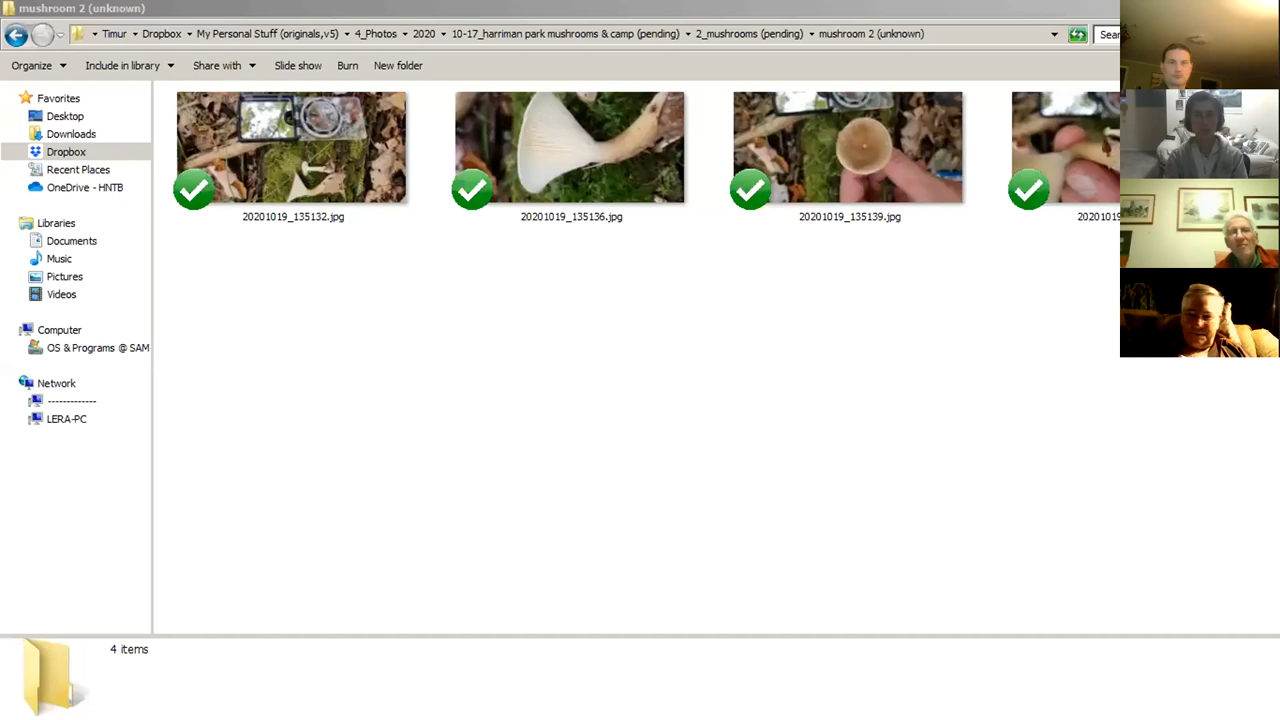 mushroom 2 (unknown)
Timur Dropbox My Personal Stuff (originals,v5) 4_Photos 2020 10-17_harriman park mushrooms & camp (pending) 2_mushrooms (pending) mushroom 2 (unknown) Sear
Organize Include in library Share with Slide show Burn New folder
Favorites
Desktop
Downloads
Dropbox
Recent Places
OneDrive - HNTB
Libraries
Documents
Music
Pictures
Videos
Computer
OS & Programs @ SAM-
Network
-------------
LERA-PC
20201019_135132.jpg
20201019_135136.jpg
20201019_135139.jpg
2020101
4 items